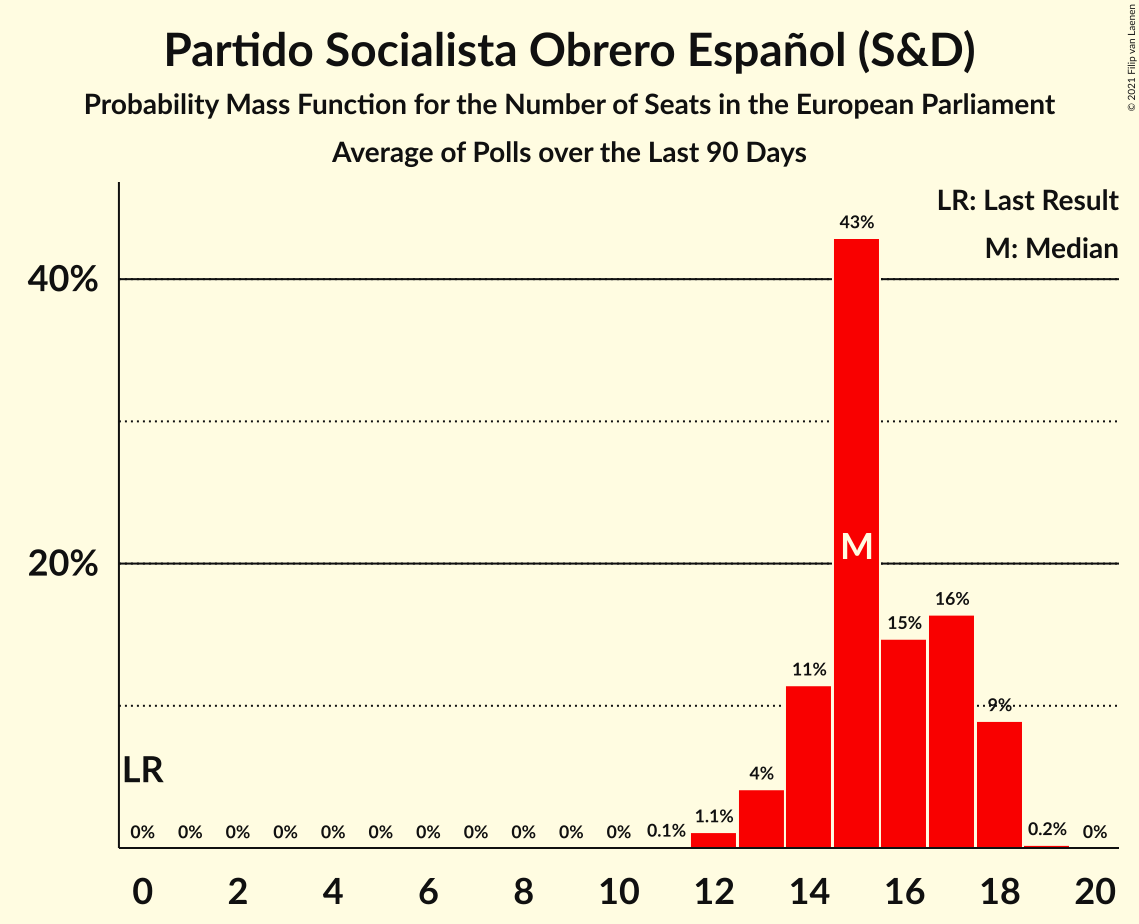 Partido Socialista Obrero Español (S&D)
Probability Mass Function for the Number of Seats in the European Parliament
Average of Polls over the Last 90 Days
© 2021 Filip van Laenen
LR: Last Result
M: Median
43%
40%
M
20%
16%
15%
11%
9%
LR
4%
0% 0% 0% 0% 0% 0% 0% 0% 0% 0% 0% 0.1% 1.1% 0.2% 0%
0 2 4 6 8 10 12 14 16 18 20